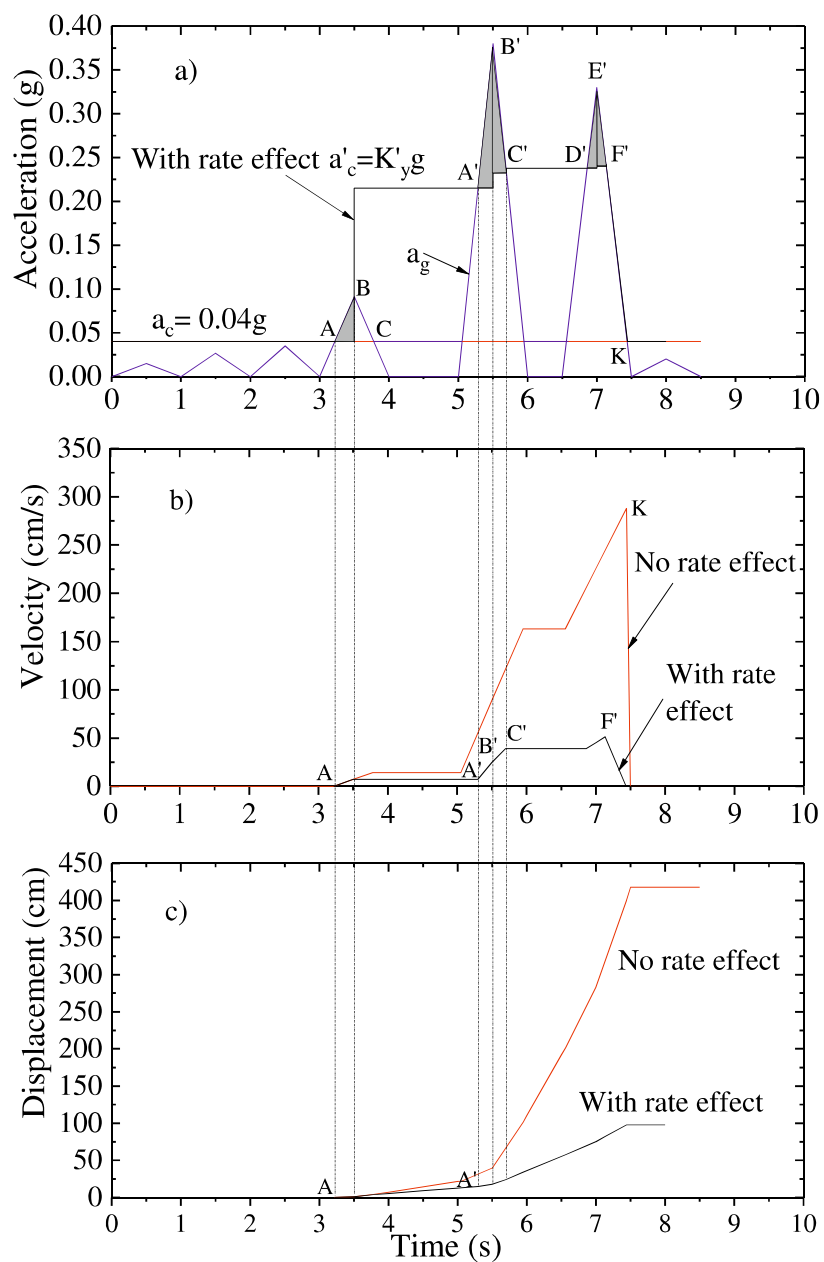 0.40
0.35
0.30
0.25
0.20
0.15
0.10
0.05
0.00
Acceleration (g)
a)
B'
E'
With rate effect a'c=K'yg
A'
C'
D'
F'
ag
B
ac= 0.04g
A
C
K
0 1 2 3 4 5 6 7 8 9 10
350
300
250
200
150
100
50
0
Velocity (cm/s)
b)
K
No rate effect
With rate
effect
F'
B'
C'
A
A'
0 1 2 3 4 5 6 7 8 9 10
450
400
350
300
250
200
150
100
50
0
Displacement (cm)
c)
No rate effect
With rate effect
A
A'
0 1 2 3 4 5 6 7 8 9 10
Time (s)